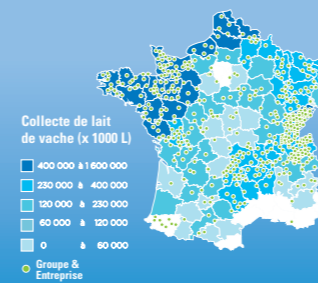 Collecte de lait
de vache (x 1000 L)
400 000 à 1 600 000
230 000 à 400 000
120 000 à 230 000
60 000 à 120 000
0 à 60 000
Groupe &
Entreprise